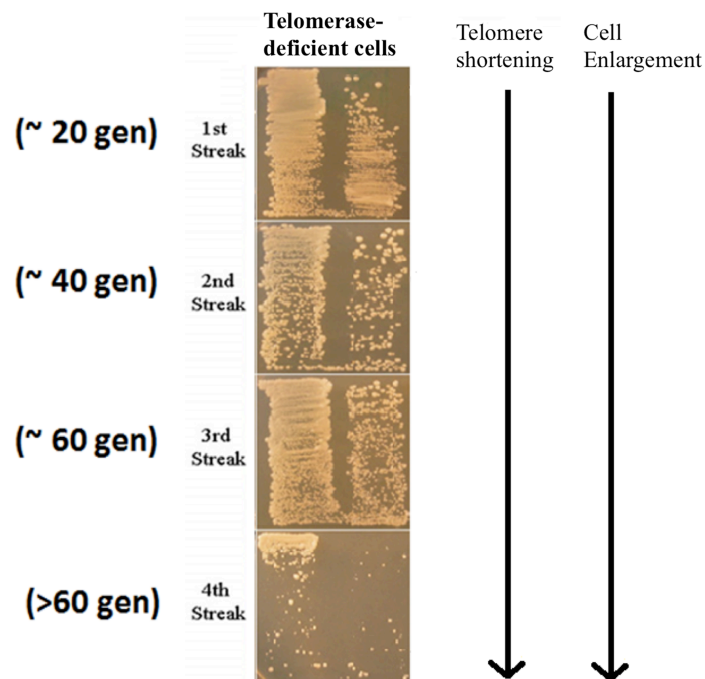 Telomerase-
deficient cells
Telomere
shortening
Cell
Enlargement
(~ 20 gen)
1st
Streak
(~ 40 gen)
2nd
Streak
(~ 60 gen)
3rd
Streak
(>60 gen)
4th
Streak